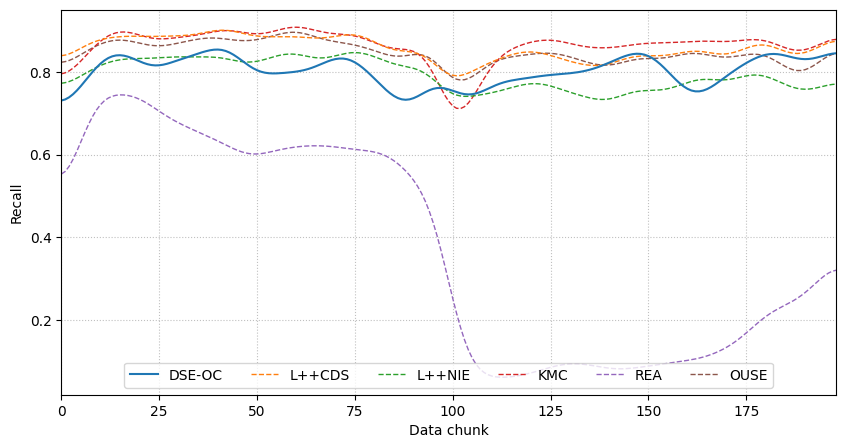 Recall
0.8
0.6
0.4
0.2
DSE-OC L++CDS L++NIE KMC REA OUSE
0 25 50 75 100 125 150 175
Data chunk